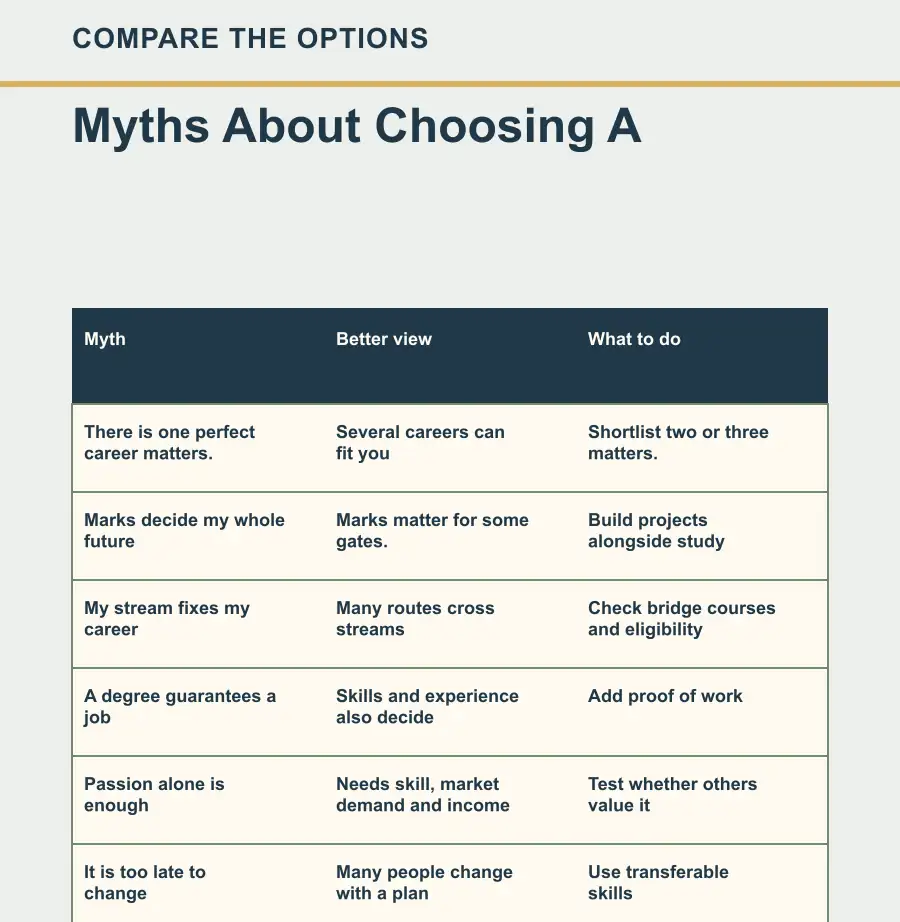 COMPARE THE OPTIONS
Myths About Choosing A
Myth
Better view
What to do
There is one perfect
career matters.
Several careers can
fit you
Shortlist two or three
matters.
Marks decide my whole
future
Marks matter for some
gates.
Build projects
alongside study
My stream fixes my
career
Many routes cross
streams
Check bridge courses
and eligibility
A degree guarantees a
job
Skills and experience
also decide
Add proof of work
Passion alone is
enough
Needs skill, market
demand and income
Test whether others
value it
It is too late to
change
Many people change
with a plan
Use transferable
skills